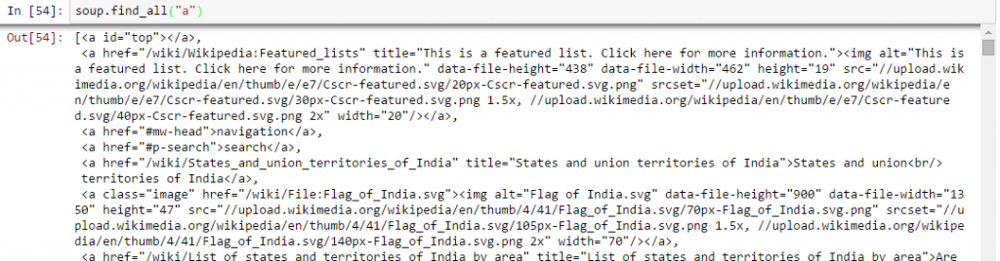 In [54]: soup.find_all("a")
Out[54]: [<a id="top"></a>,
<a href="/wiki/Wikipedia:Featured_lists" title="This is a featured list. Click here for more information."><img alt="This is
a featured list. Click here for more information." data-file-height="438" data-file-width="462" height="19" src="//upload.wik
imedia.org/wikipedia/en/thumb/e/e7/Cscr-featured.svg/20px-Cscr-featured.svg.png" srcset="//upload.wikimedia.org/wikipedia/e
n/thumb/e/e7/Cscr-featured.svg/30px-Cscr-featured.svg.png 1.5x, //upload.wikimedia.org/wikipedia/en/thumb/e/e7/Cscr-feature
d.svg/40px-Cscr-featured.svg.png 2x" width="20"/></a>,
<a href="#mw-head">navigation</a>,
<a href="#p-search">search</a>,
<a href="/wiki/States_and_union_territories_of_India" title="States and union territories of India">States and union<br/>
territories of India</a>,
<a class="image" href="/wiki/File:Flag_of_India.svg"><img alt="Flag of India.svg" data-file-height="900" data-file-width="13
50" height="47" src="//upload.wikimedia.org/wikipedia/en/thumb/4/41/Flag_of_India.svg/70px-Flag_of_India.svg.png" srcset="//u
pload.wikimedia.org/wikipedia/en/thumb/4/41/Flag_of_India.svg/105px-Flag_of_India.svg.png 1.5x, //upload.wikimedia.org/wikipe
dia/en/thumb/4/41/Flag_of_India.svg/140px-Flag_of_India.svg.png 2x" width="70"/></a>,
<a href="/wiki/List_of_states_and_territories_of_India_by_area" title="List of states and territories of India by area">Are